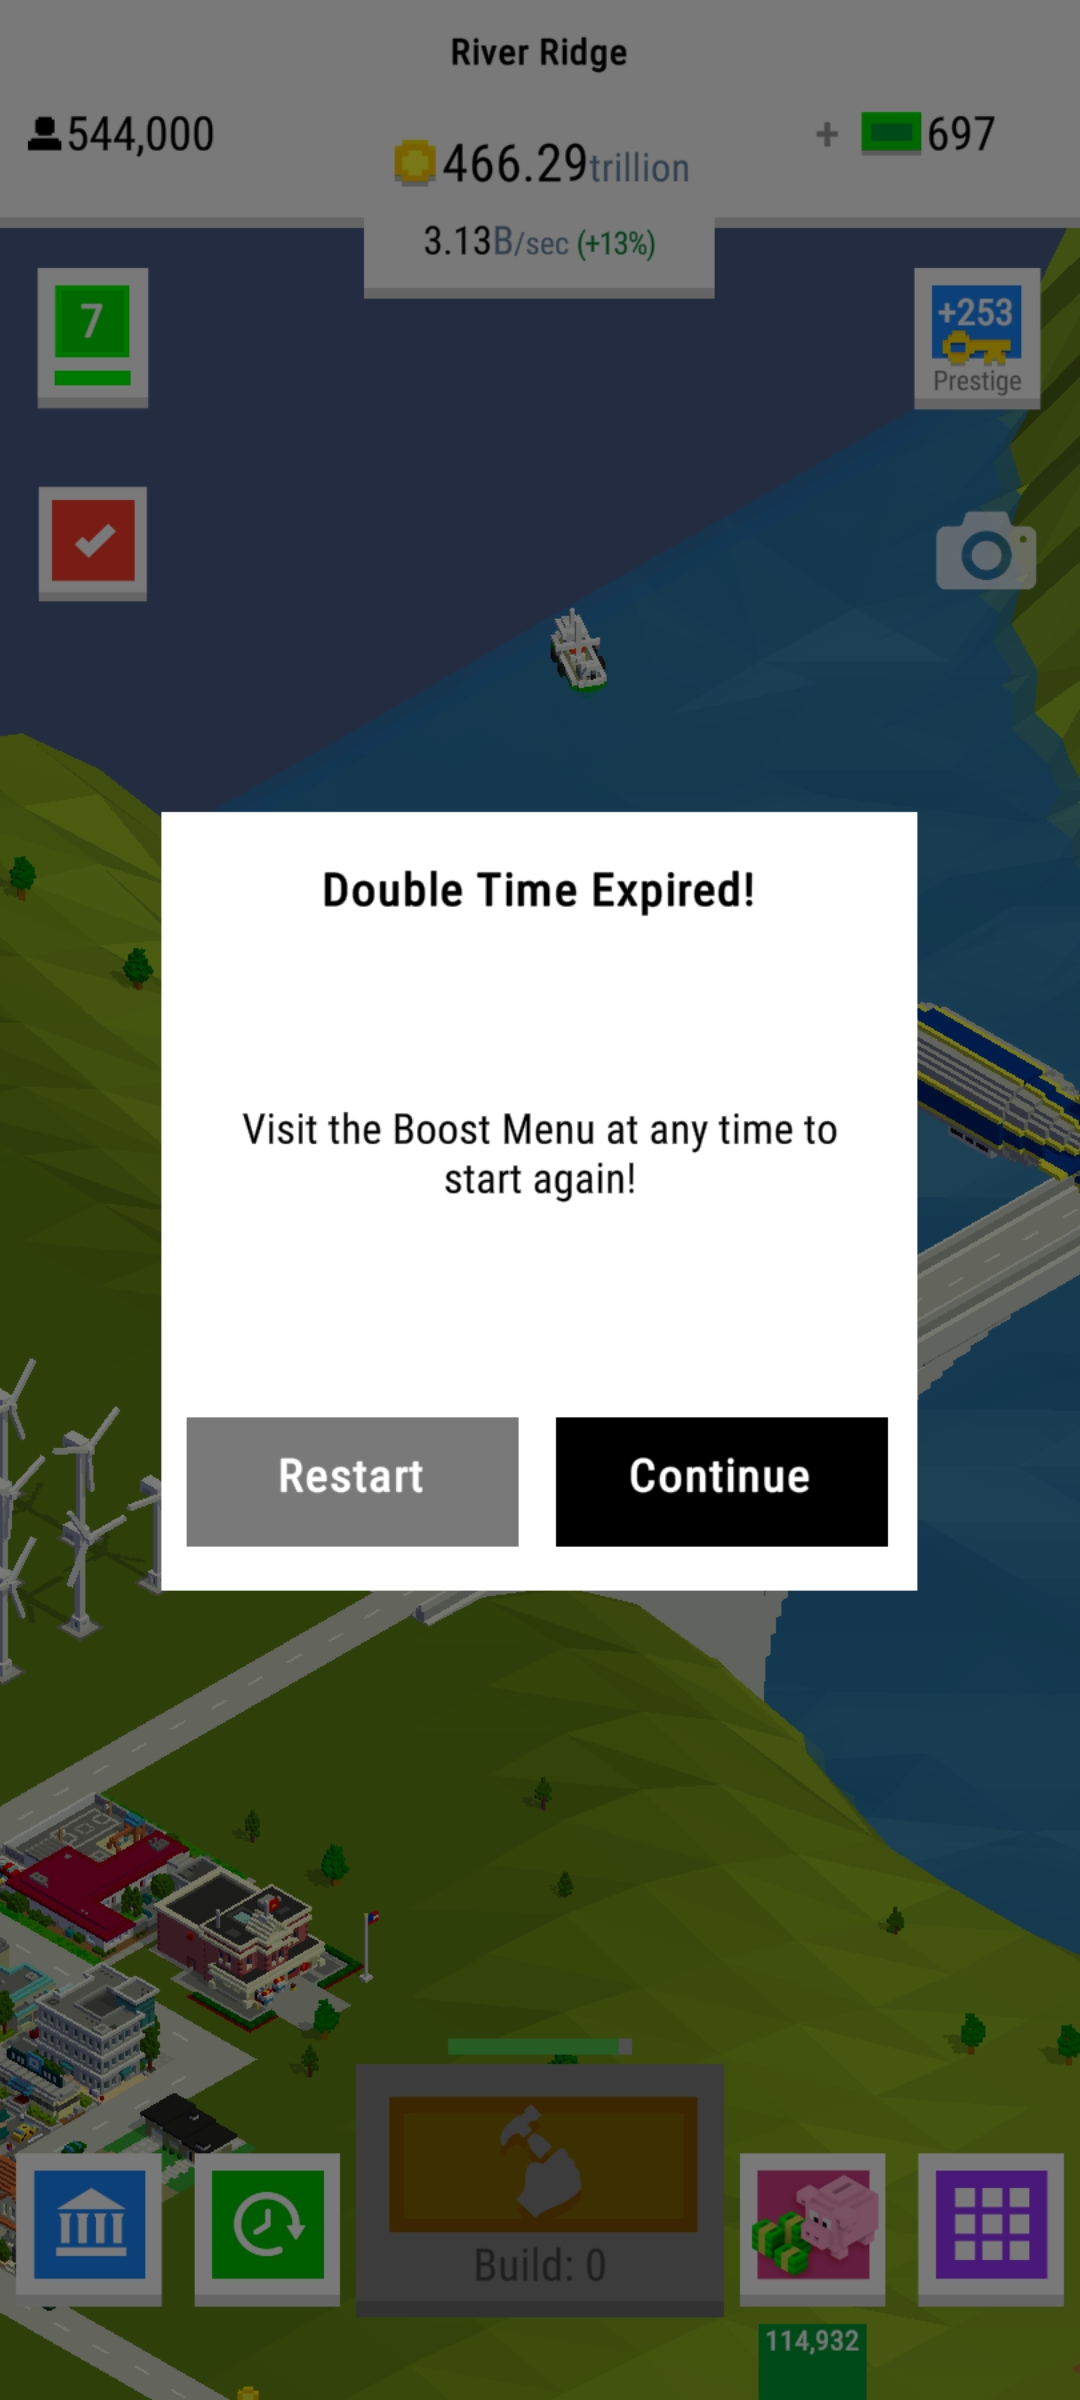 River Ridge
544,000
466.29trillion
+ 697
3.13B/sec (+13%)
7
+253
Prestige
Double Time Expired!
Visit the Boost Menu at any time to
start again!
Restart
Continue
Build: 0
114,932